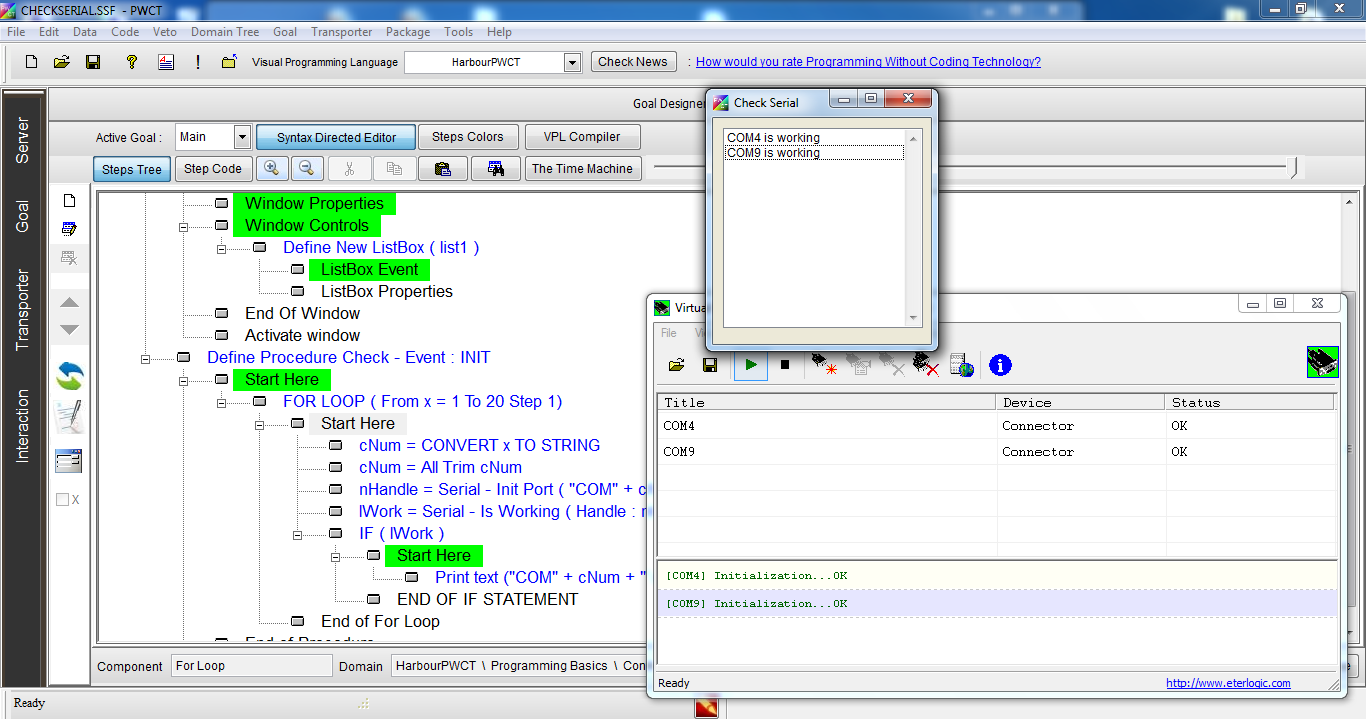 CHECKSERIAL.SSF - PWCT
File Edit Data Code Veto Domain Tree Goal Transporter Package Tools Help
Visual Programming Language HarbourPWCT Check News : How would you rate Programming Without Coding Technology?
Goal Designer
Server
Goal
Transporter
Interaction
Active Goal : Main Syntax Directed Editor Steps Colors VPL Compiler
Steps Tree Step Code The Time Machine
X
Window Properties
Window Controls
Define New ListBox ( list1 )
ListBox Event
ListBox Properties
End Of Window
Activate window
Define Procedure Check - Event : INIT
Start Here
FOR LOOP ( From x = 1 To 20 Step 1)
Start Here
cNum = CONVERT x TO STRING
cNum = All Trim cNum
nHandle = Serial - Init Port ( "COM" + c
lWork = Serial - Is Working ( Handle :
IF ( lWork )
Start Here
Print text ("COM" + cNum + "
END OF IF STATEMENT
End of For Loop
End of Procedure
Component For Loop Domain HarbourPWCT \ Programming Basics \ Con
Ready
Check Serial
COM4 is working
COM9 is working
Virtua
File
Title Device Status
COM4 Connector OK
COM9 Connector OK
[COM4] Initialization...OK
[COM9] Initialization...OK
Ready http://www.eterlogic.com